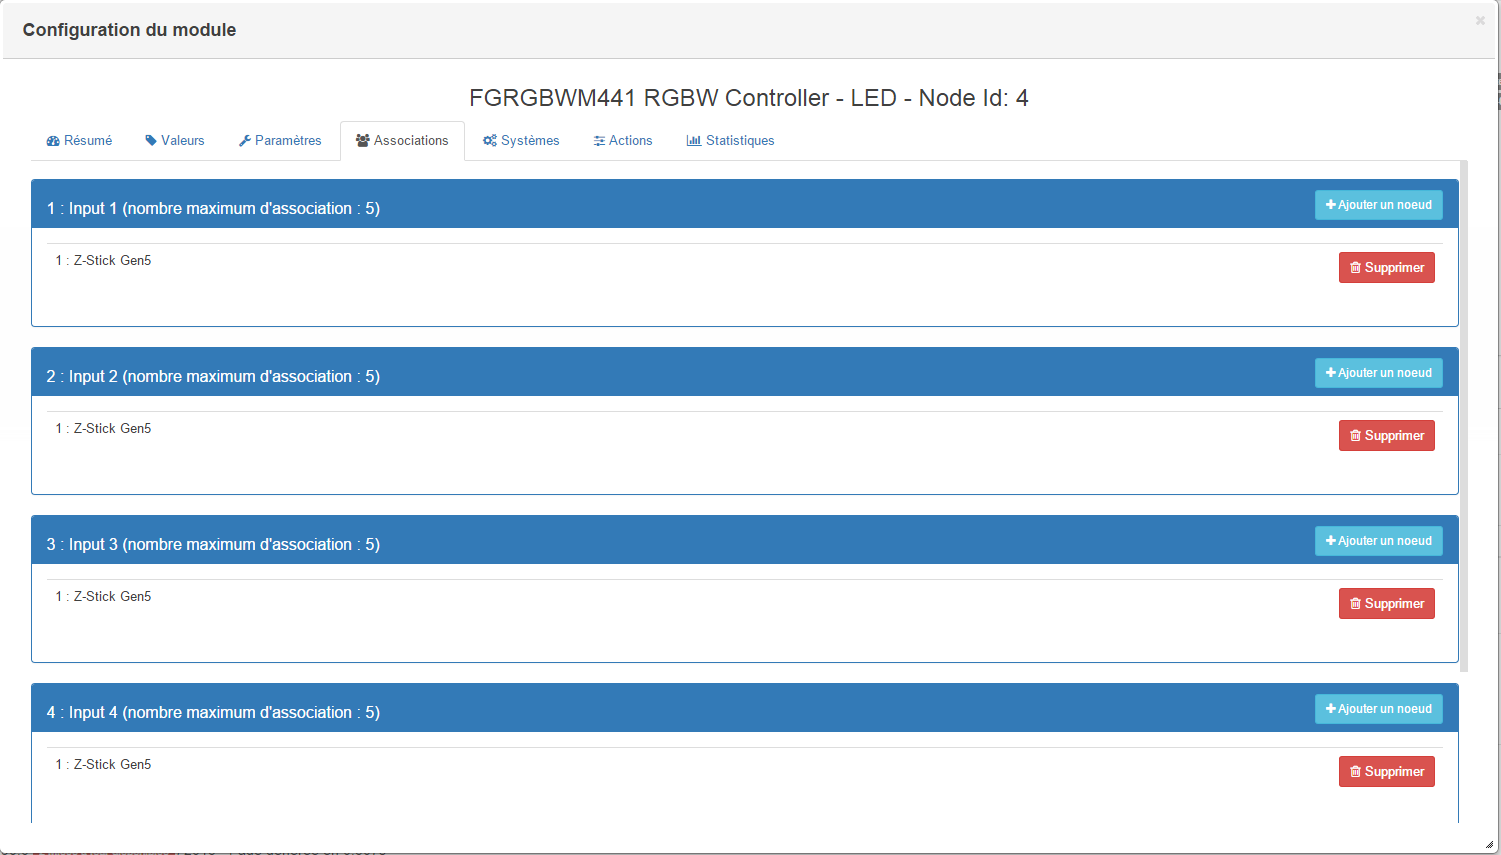 Configuration du module
FGRGBWM441 RGBW Controller - LED - Node Id: 4
Résumé Valeurs Paramètres Associations Systèmes Actions Statistiques
1 : Input 1 (nombre maximum d'association : 5) Ajouter un noeud
1 : Z-Stick Gen5 Supprimer
2 : Input 2 (nombre maximum d'association : 5) Ajouter un noeud
1 : Z-Stick Gen5 Supprimer
3 : Input 3 (nombre maximum d'association : 5) Ajouter un noeud
1 : Z-Stick Gen5 Supprimer
4 : Input 4 (nombre maximum d'association : 5) Ajouter un noeud
1 : Z-Stick Gen5 Supprimer